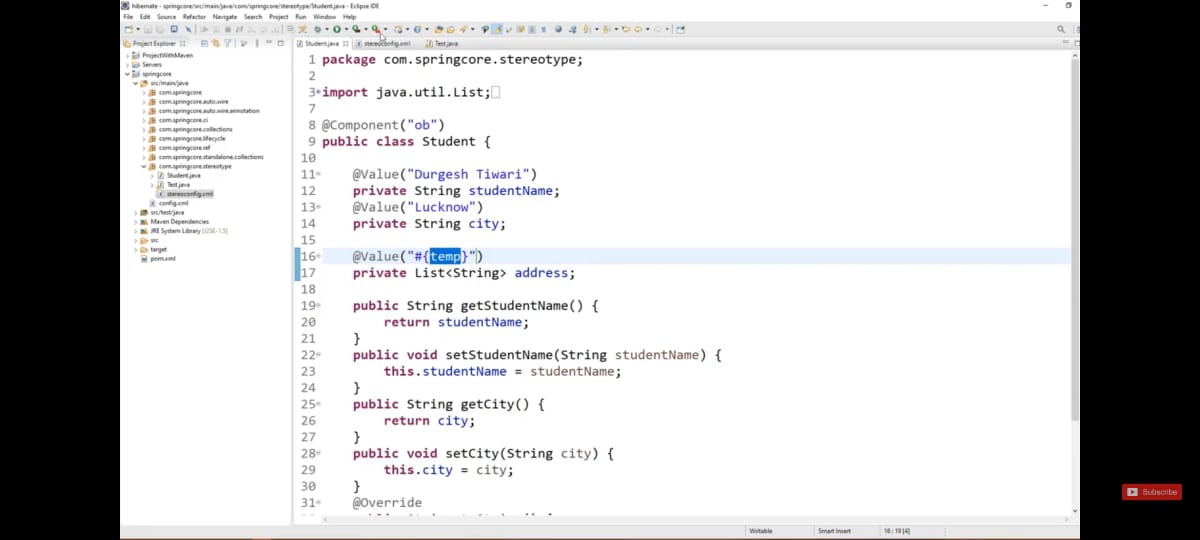 hibernate - springcore/src/main/java/com/springcore/stereotype/Student.java - Eclipse IDE
File Edit Source Refactor Navigate Search Project Run Window Help
Project Explorer
Student.java stereoconfig.xml Test.java
ProjectWithMaven
Servers
springcore
src/main/java
com.springcore
com.springcore.auto.wire
com.springcore.auto.wire.annotation
com.springcore.ci
com.springcore.collections
com.springcore.lifecycle
com.springcore.ref
com.springcore.standalone.collections
com.springcore.stereotype
Student.java
Test.java
stereoconfig.xml
config.xml
src/test/java
Maven Dependencies
JRE System Library [J2SE-1.5]
src
target
pom.xml
1 package com.springcore.stereotype;
2
3 import java.util.List;
7
8 @Component("ob")
9 public class Student {
10
11 @Value("Durgesh Tiwari")
12 private String studentName;
13 @Value("Lucknow")
14 private String city;
15
16 @Value("#{temp}")
17 private List<String> address;
18
19 public String getStudentName() {
20 return studentName;
21 }
22 public void setStudentName(String studentName) {
23 this.studentName = studentName;
24 }
25 public String getCity() {
26 return city;
27 }
28 public void setCity(String city) {
29 this.city = city;
30 }
31 @Override
Writable Smart Insert 16 : 19 [4]
Subscribe